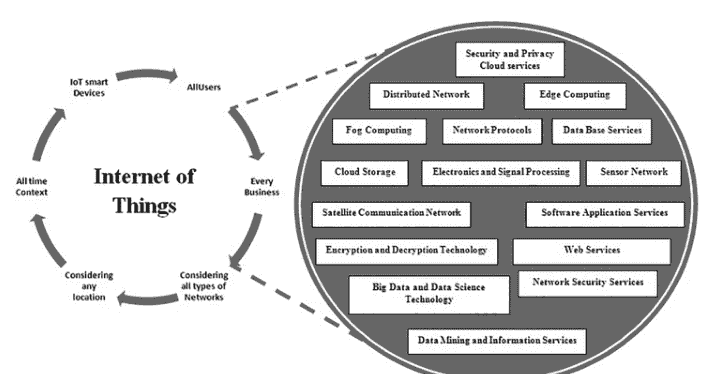 IoT smart
Devices
AllUsers
Every
Business
Considering
all types of
Networks
Considering
any
location
All time
Context
Internet of
Things
Security and Privacy
Cloud services
Distributed Network
Edge Computing
Fog Computing
Network Protocols
Data Base Services
Cloud Storage
Electronics and Signal Processing
Sensor Network
Satellite Communication Network
Software Application Services
Encryption and Decryption Technology
Web Services
Big Data and Data Science
Technology
Network Security Services
Data Mining and Information Services